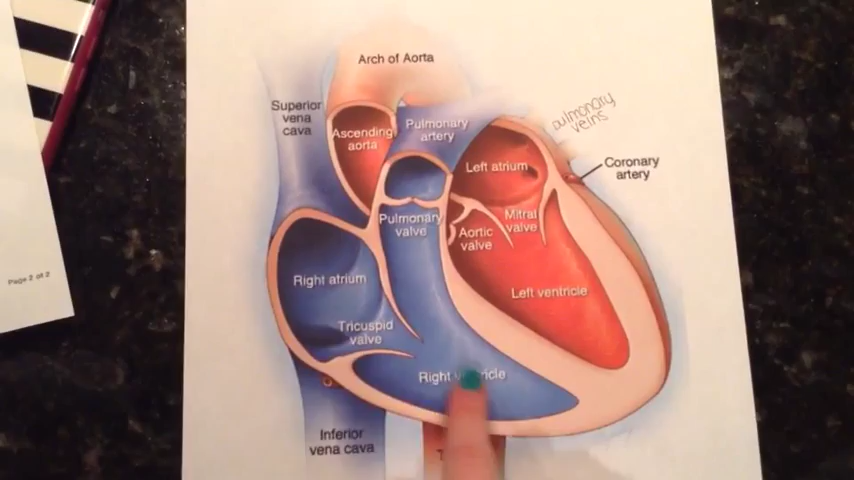 Arch of Aorta
Superior
vena
cava
Ascending
aorta
Pulmonary
artery
pulmonary
veins
Left atrium
Coronary
artery
Pulmonary
valve
Mitral
valve
Aortic
valve
Right atrium
Left ventricle
Tricuspid
valve
Right
Inferior
vena cava
Page 2 of 2